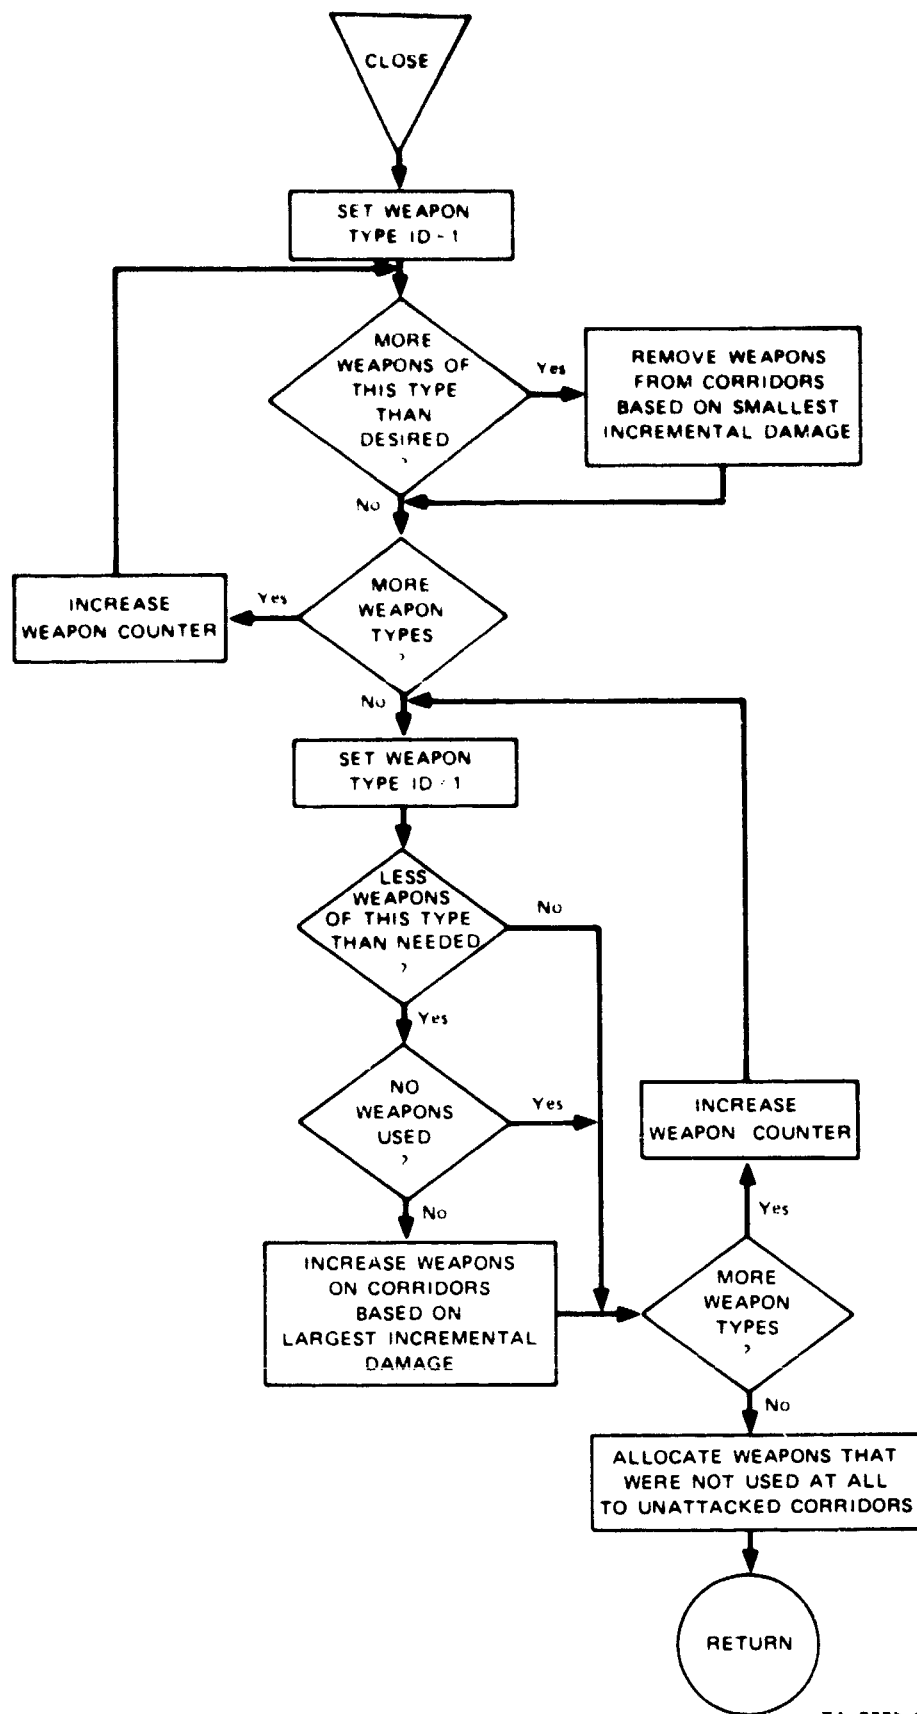 CLOSE
SET WEAPON
TYPE ID-1
MORE
WEAPONS OF
THIS TYPE
THAN
DESIRED
?
Yes
REMOVE WEAPONS
FROM CORRIDORS
BASED ON SMALLEST
INCREMENTAL DAMAGE
No
MORE
WEAPON
TYPES
?
Yes
INCREASE
WEAPON COUNTER
No
SET WEAPON
TYPE ID-1
LESS
WEAPONS
OF THIS TYPE
THAN NEEDED
?
No
Yes
NO
WEAPONS
USED
?
Yes
No
INCREASE WEAPONS
ON CORRIDORS
BASED ON
LARGEST INCREMENTAL
DAMAGE
INCREASE
WEAPON COUNTER
Yes
MORE
WEAPON
TYPES
?
No
ALLOCATE WEAPONS THAT
WERE NOT USED AT ALL
TO UNATTACKED CORRIDORS
RETURN